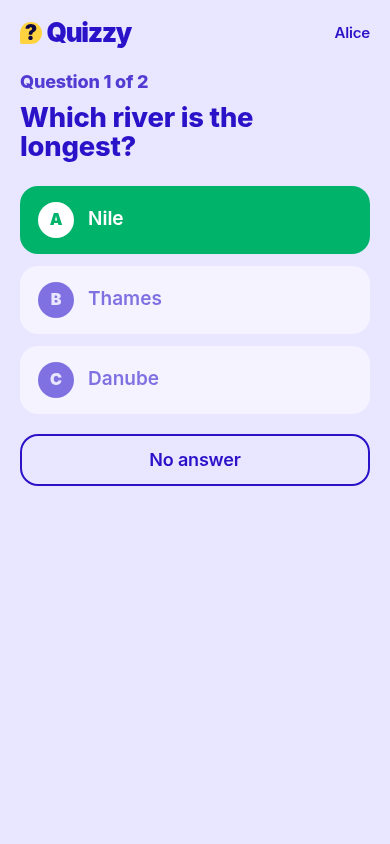 ? Quizzy
Alice
Question 1 of 2
Which river is the
longest?
A Nile
B Thames
C Danube
No answer